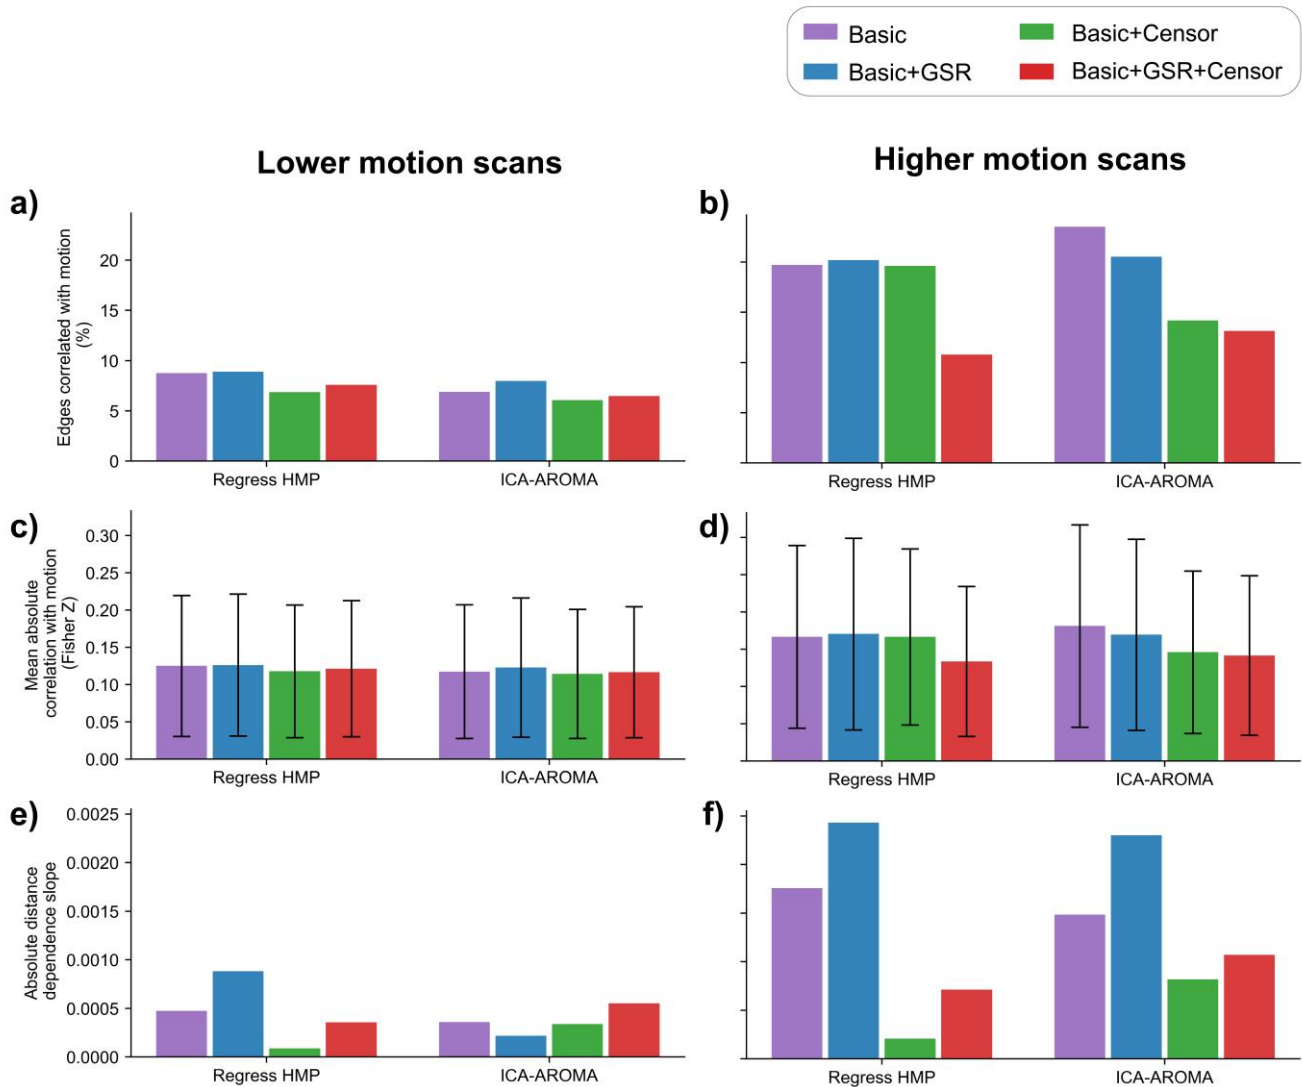 Basic
Basic+Censor
Basic+GSR
Basic+GSR+Censor
Lower motion scans
Higher motion scans
a)
Edges correlated with motion
(%)
20
15
10
5
0
Regress HMP
ICA-AROMA
b)
Regress HMP
ICA-AROMA
c)
Mean absolute
correlation with motion
(Fisher Z)
0.30
0.25
0.20
0.15
0.10
0.05
0.00
Regress HMP
ICA-AROMA
d)
Regress HMP
ICA-AROMA
e)
Absolute distance
dependence slope
0.0025
0.0020
0.0015
0.0010
0.0005
0.0000
Regress HMP
ICA-AROMA
f)
Regress HMP
ICA-AROMA